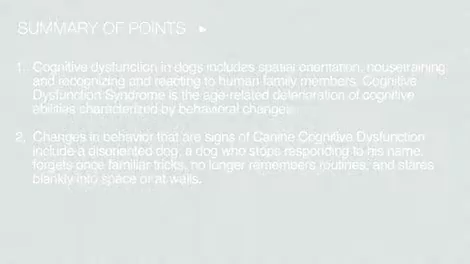 SUMMARY OF POINTS
1. Cognitive dysfunction in dogs includes spatial orientation, housetraining,
and recognizing and reacting to human family members. Cognitive
Dysfunction Syndrome is the age-related deterioration of cognitive
abilities characterized by behavioral changes.
2. Changes in behavior that are signs of Canine Cognitive Dysfunction
include a disoriented dog, a dog who stops responding to his name,
forgets once familiar tricks, no longer remembers routines, and stares
blankly into space or at walls.